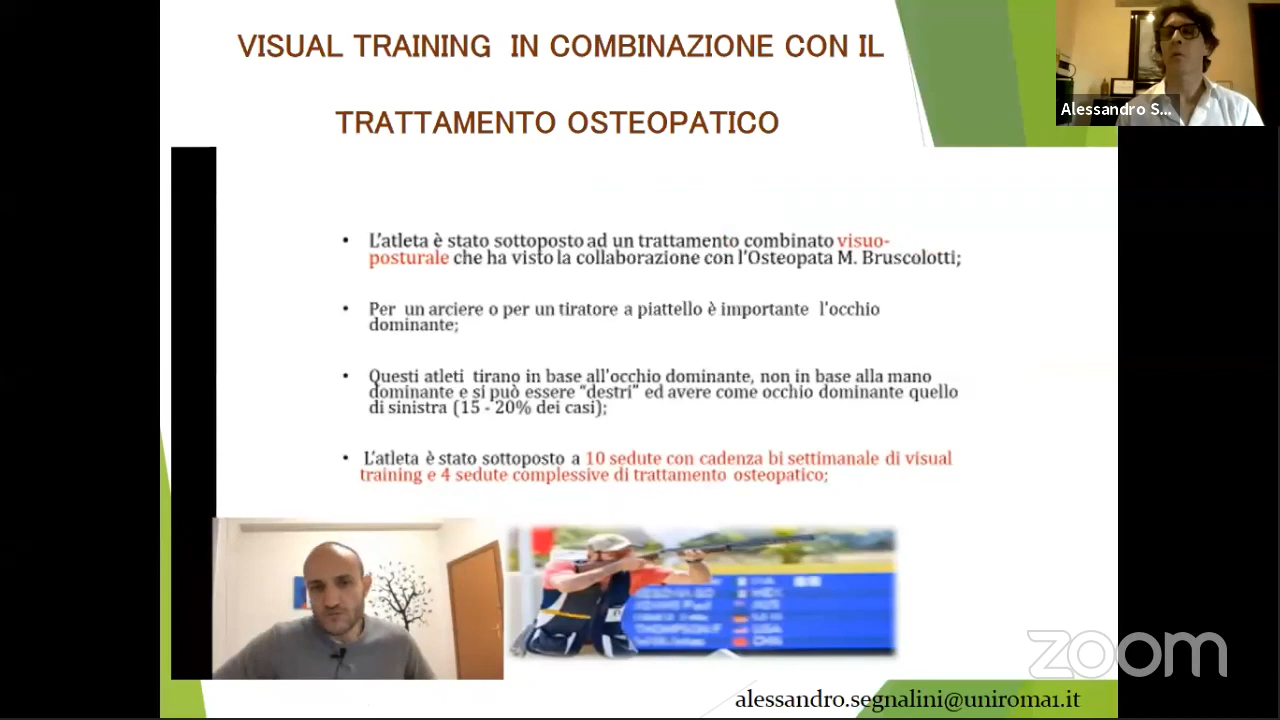 VISUAL TRAINING IN COMBINAZIONE CON IL
TRATTAMENTO OSTEOPATICO
Alessandro S...
• L'atleta è stato sottoposto ad un trattamento combinato visuo-
posturale che ha visto la collaborazione con l'Osteopata M. Bruscolotti;
• Per un arciere o per un tiratore a piattello è importante l'occhio
dominante;
• Questi atleti tirano in base all'occhio dominante, non in base alla mano
dominante e si può essere "destri" ed avere come occhio dominante quello
di sinistra (15 - 20% dei casi);
• L'atleta è stato sottoposto a 10 sedute con cadenza bi settimanale di visual
training e 4 sedute complessive di trattamento osteopatico;
USA
CHN
zoom
alessandro.segnalini@uniroma1.it